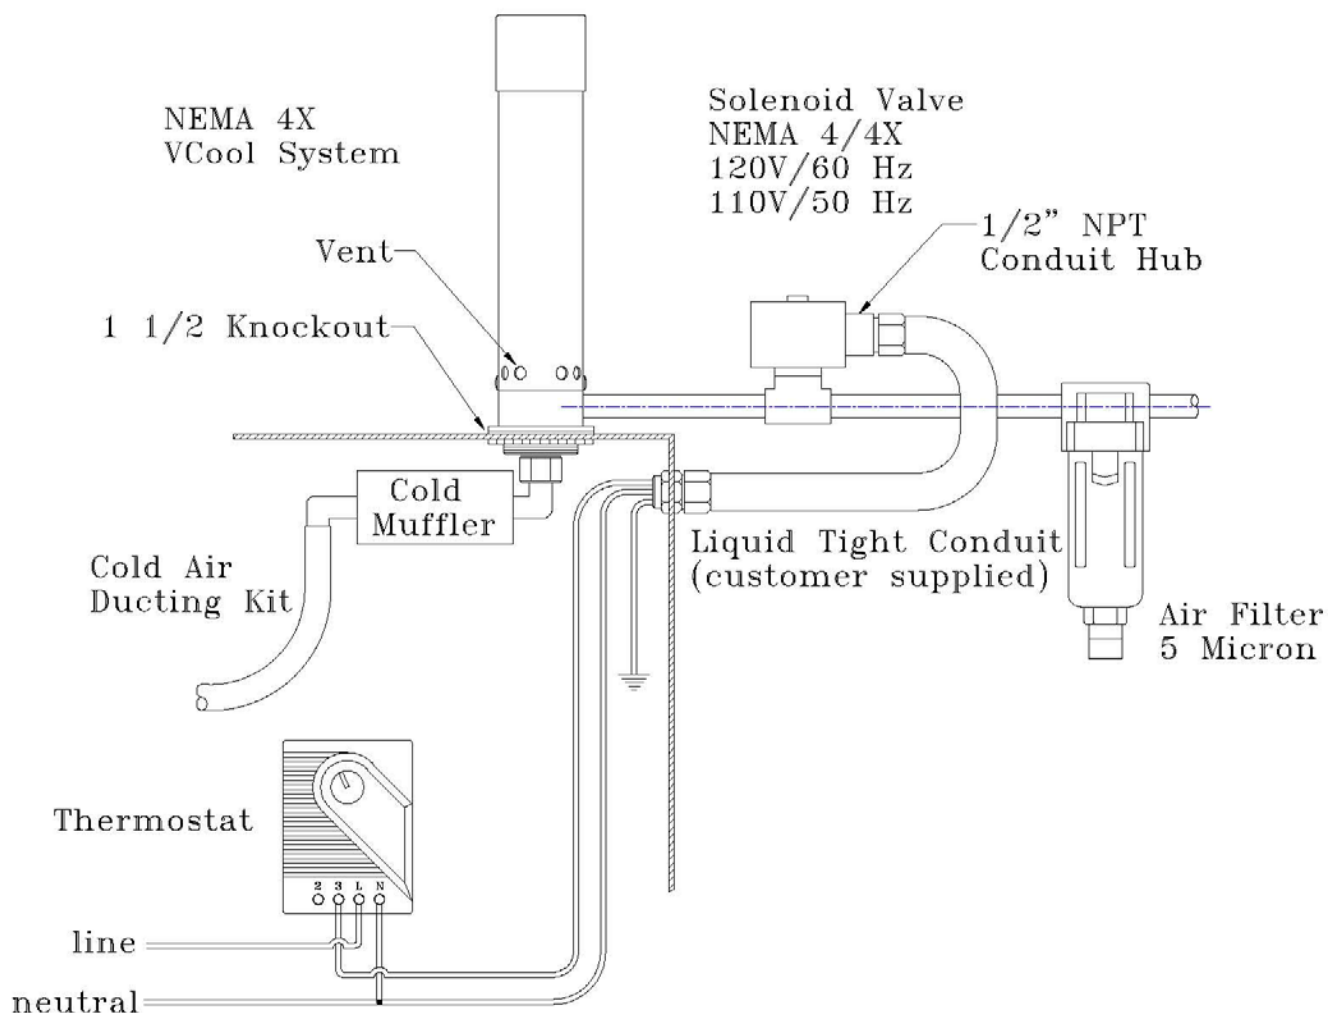 NEMA 4X
VCool System
Solenoid Valve
NEMA 4/4X
120V/60 Hz
110V/50 Hz
1/2” NPT
Conduit Hub
Vent
1 1/2 Knockout
Cold
Muffler
Cold Air
Ducting Kit
Liquid Tight Conduit
(customer supplied)
Air Filter
5 Micron
Thermostat
2 3 L N
line
neutral